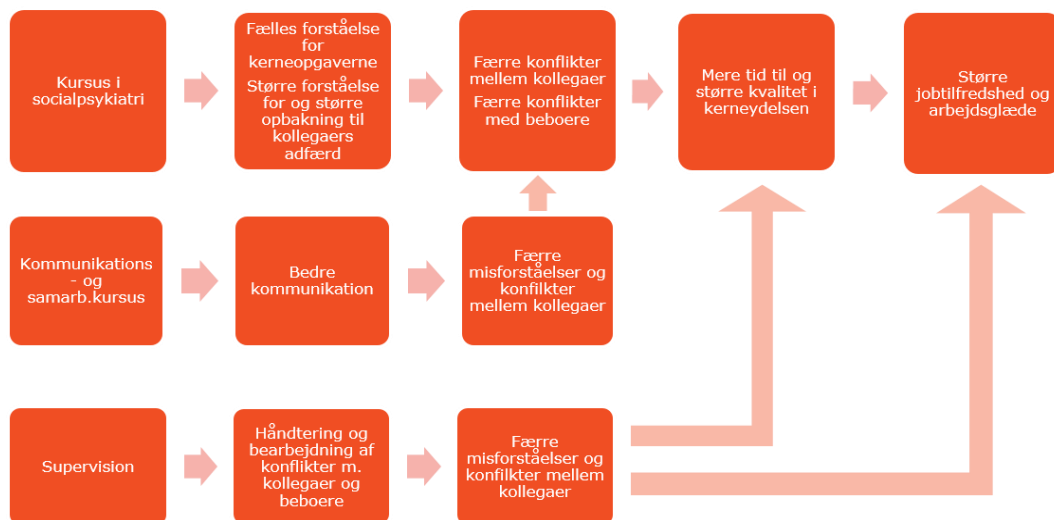 Kursus i
socialpsykiatri
Fælles forståelse
for
kerneopgaverne
Større forståelse
for og større
opbakning til
kollegaers
adfærd
Færre konflikter
mellem kollegaer
Færre konflikter
med beboere
Mere tid til og
større kvalitet i
kerneydelsen
Større
jobtilfredshed og
arbejdsglæde
Kommunikations
- og
samarb.kursus
Bedre
kommunikation
Færre
misforståelser og
konfilkter
mellem kollegaer
Supervision
Håndtering og
bearbejdning af
konflikter m.
kollegaer og
beboere
Færre
misforståelser og
konfilkter mellem
kollegaer